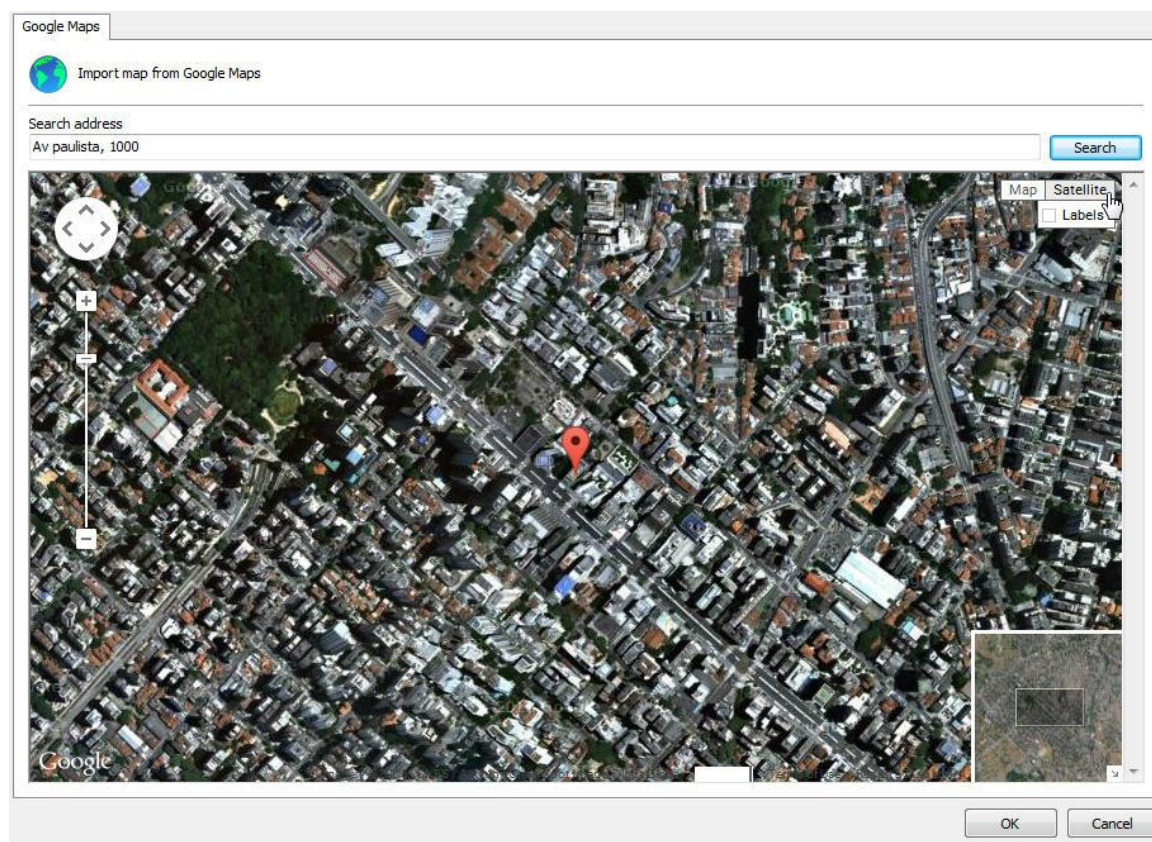 Google Maps
Import map from Google Maps
Search address
Av paulista, 1000
Search
Map Satellite
Labels
Google
OK Cancel